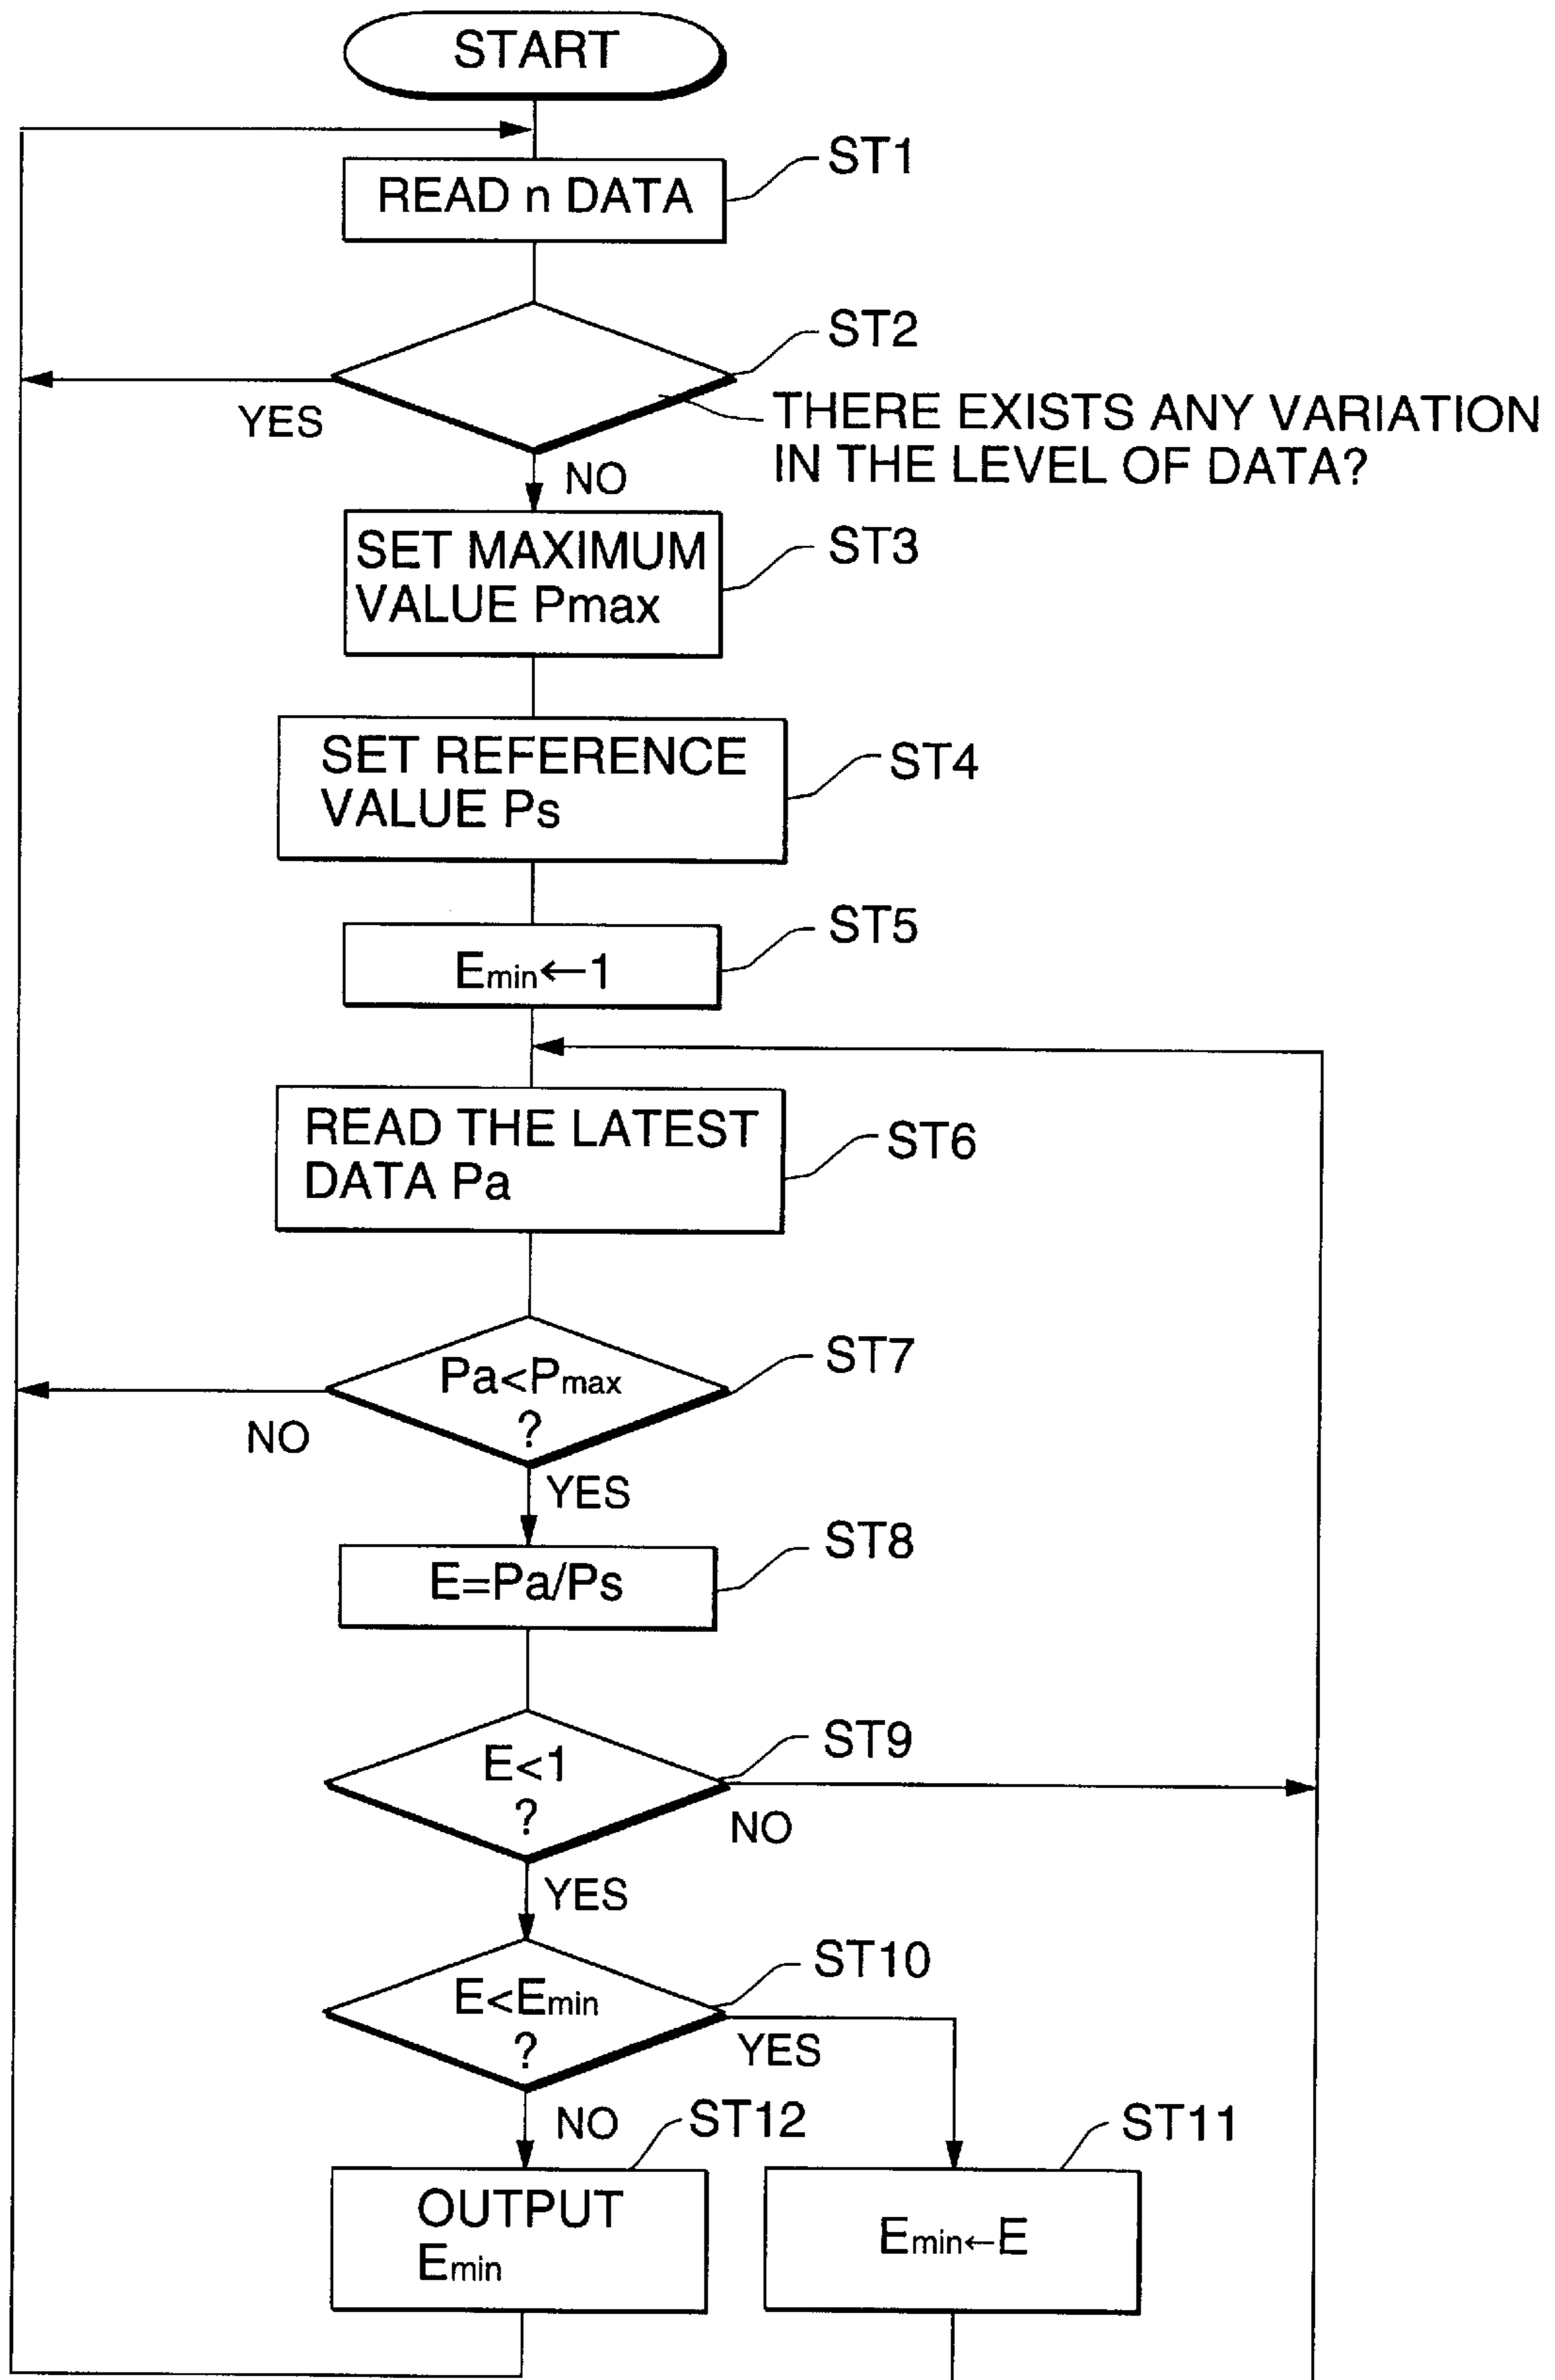 START
READ n DATA
ST1
ST2
YES
THERE EXISTS ANY VARIATION
IN THE LEVEL OF DATA?
NO
SET MAXIMUM
VALUE Pmax
ST3
SET REFERENCE
VALUE Ps
ST4
Emin←1
ST5
READ THE LATEST
DATA Pa
ST6
Pa<Pmax
?
ST7
NO
YES
E=Pa/Ps
ST8
E<1
?
ST9
NO
YES
E<Emin
?
ST10
YES
NO
ST12
ST11
OUTPUT
Emin
Emin←E